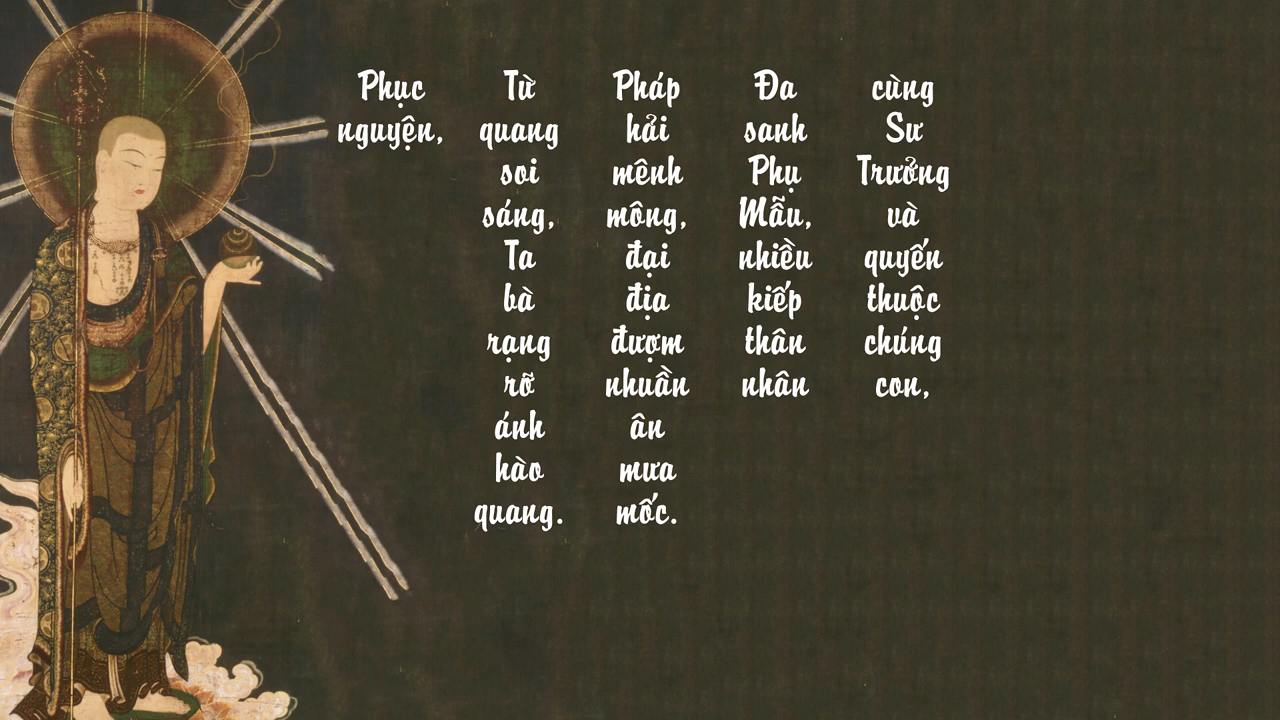 Phục nguyện,
Từ quang soi sáng, Ta bà rạng rỡ ánh hào quang.
Pháp hải mênh mông, đại địa đượm nhuần ân mưa mốc.
Đa sanh Phụ Mẫu, nhiều kiếp thân nhân
cùng Sư Trưởng và quyến thuộc chúng con,